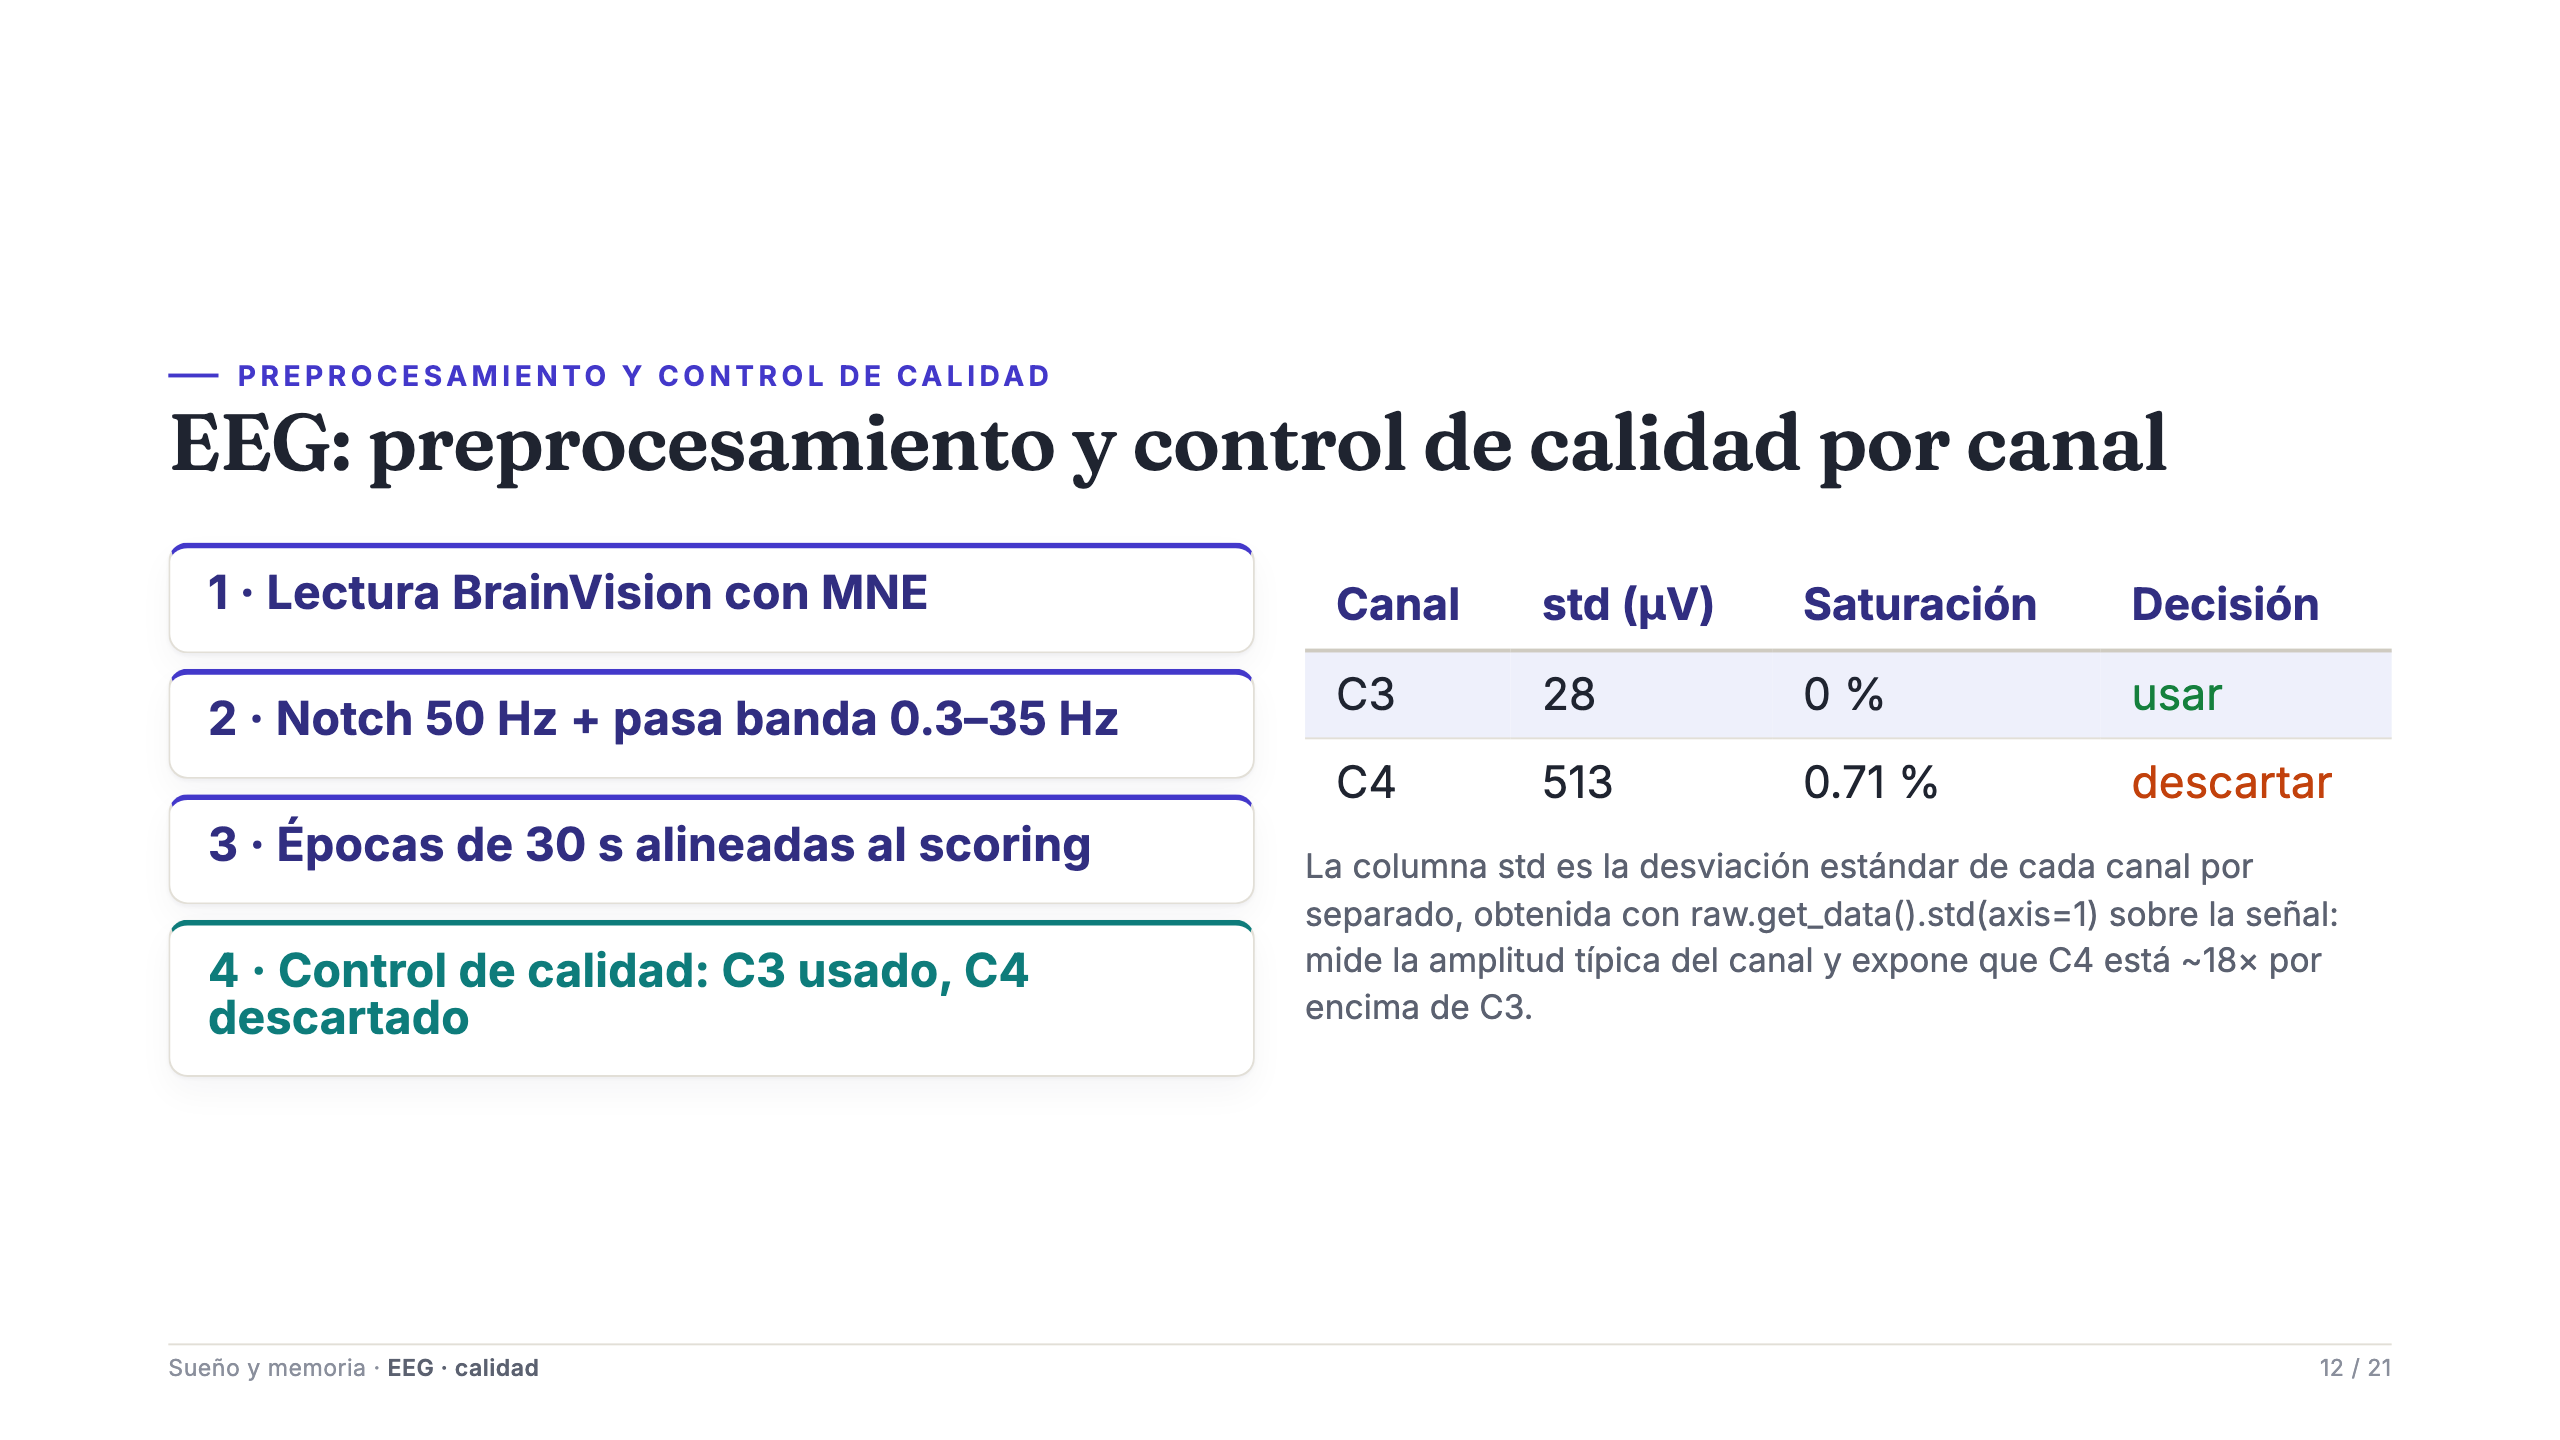 PREPROCESAMIENTO Y CONTROL DE CALIDAD
EEG: preprocesamiento y control de calidad por canal
1 · Lectura BrainVision con MNE
2 · Notch 50 Hz + pasa banda 0.3–35 Hz
3 · Épocas de 30 s alineadas al scoring
4 · Control de calidad: C3 usado, C4
descartado
Canal std (µV) Saturación Decisión
C3 28 0 % usar
C4 513 0.71 % descartar
La columna std es la desviación estándar de cada canal por
separado, obtenida con raw.get_data().std(axis=1) sobre la señal:
mide la amplitud típica del canal y expone que C4 está ~18× por
encima de C3.
Sueño y memoria · EEG · calidad
12 / 21